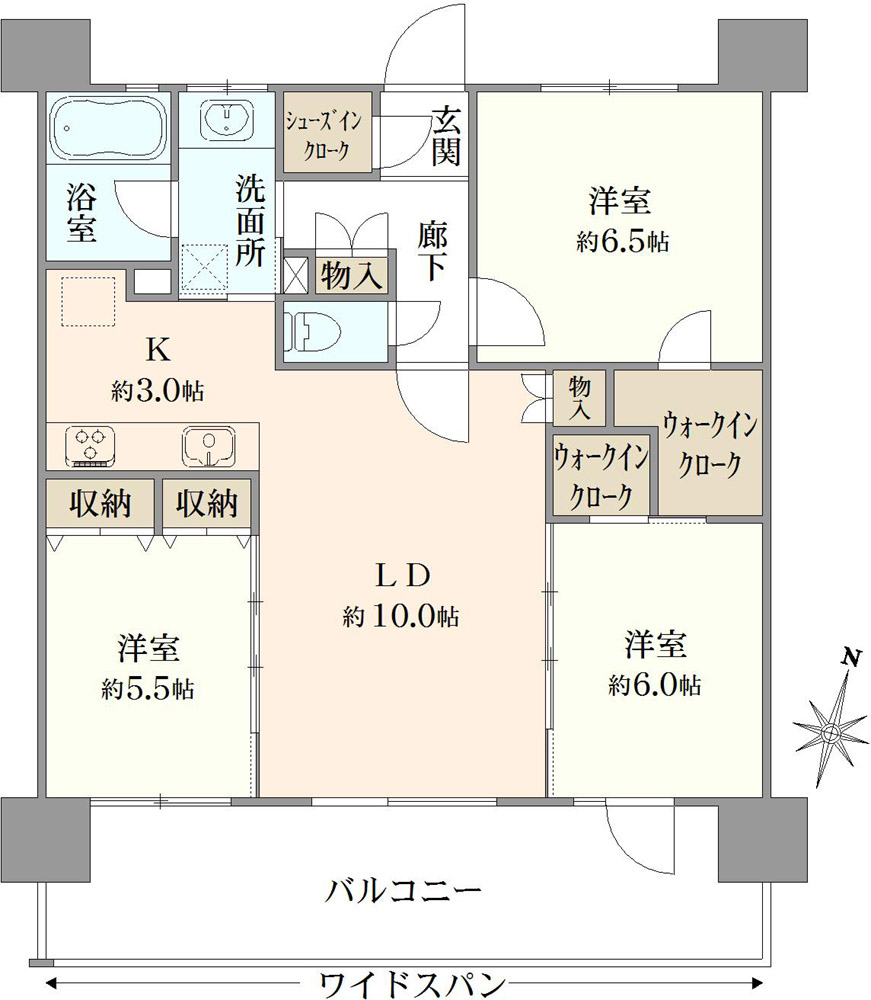 シューズイン
クローク
玄関
浴室
洗面所
洋室
約6.5帖
廊下
物入
K
約3.0帖
物入
ウォークイン
クローク
ウォークイン
クローク
収納
収納
LD
約10.0帖
洋室
約5.5帖
洋室
約6.0帖
N
バルコニー
ワイドスパン